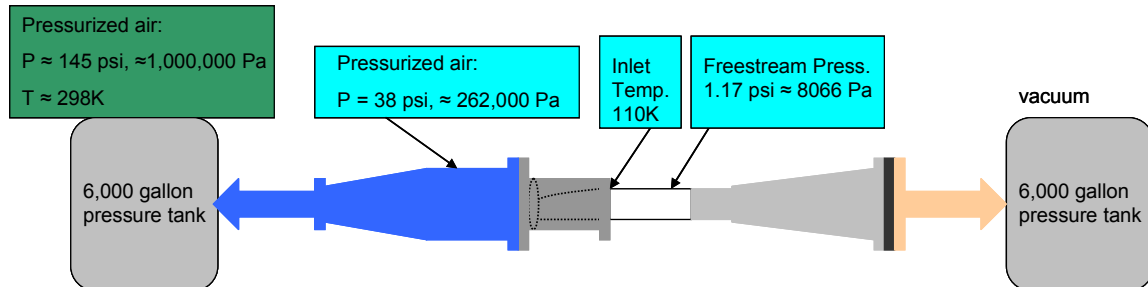 Pressurized air:
P ≈ 145 psi, ≈1,000,000 Pa
T ≈ 298K
Pressurized air:
P = 38 psi, ≈ 262,000 Pa
Inlet
Temp.
110K
Freestream Press.
1.17 psi ≈ 8066 Pa
vacuum
6,000 gallon
pressure tank
6,000 gallon
pressure tank